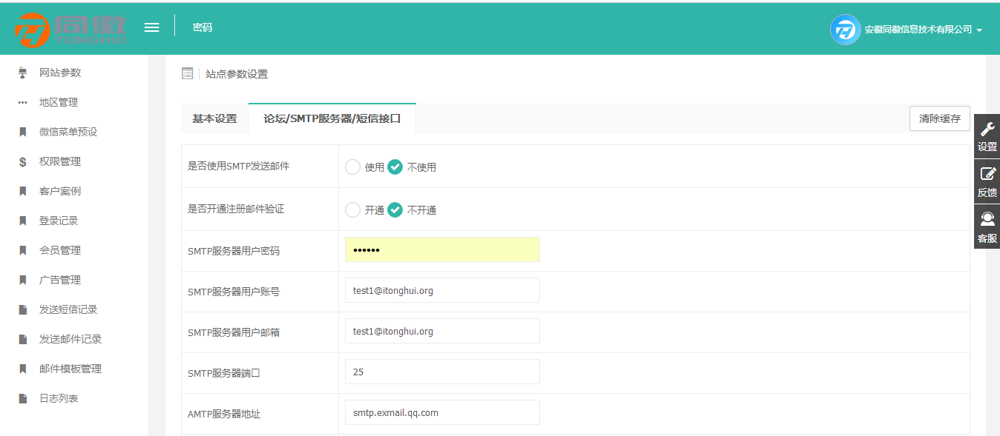 同徽
TONGHUI
密码
安徽同徽信息技术有限公司
网站参数
地区管理
微信菜单预设
权限管理
客户案例
登录记录
会员管理
广告管理
发送短信记录
发送邮件记录
邮件模板管理
日志列表
站点参数设置
基本设置 论坛/SMTP服务器/短信接口 清除缓存
是否使用SMTP发送邮件 使用 不使用
是否开通注册邮件验证 开通 不开通
SMTP服务器用户密码 ••••••
SMTP服务器用户账号 test1@itonghui.org
SMTP服务器用户邮箱 test1@itonghui.org
SMTP服务器端口 25
AMTP服务器地址 smtp.exmail.qq.com
设置
反馈
客服